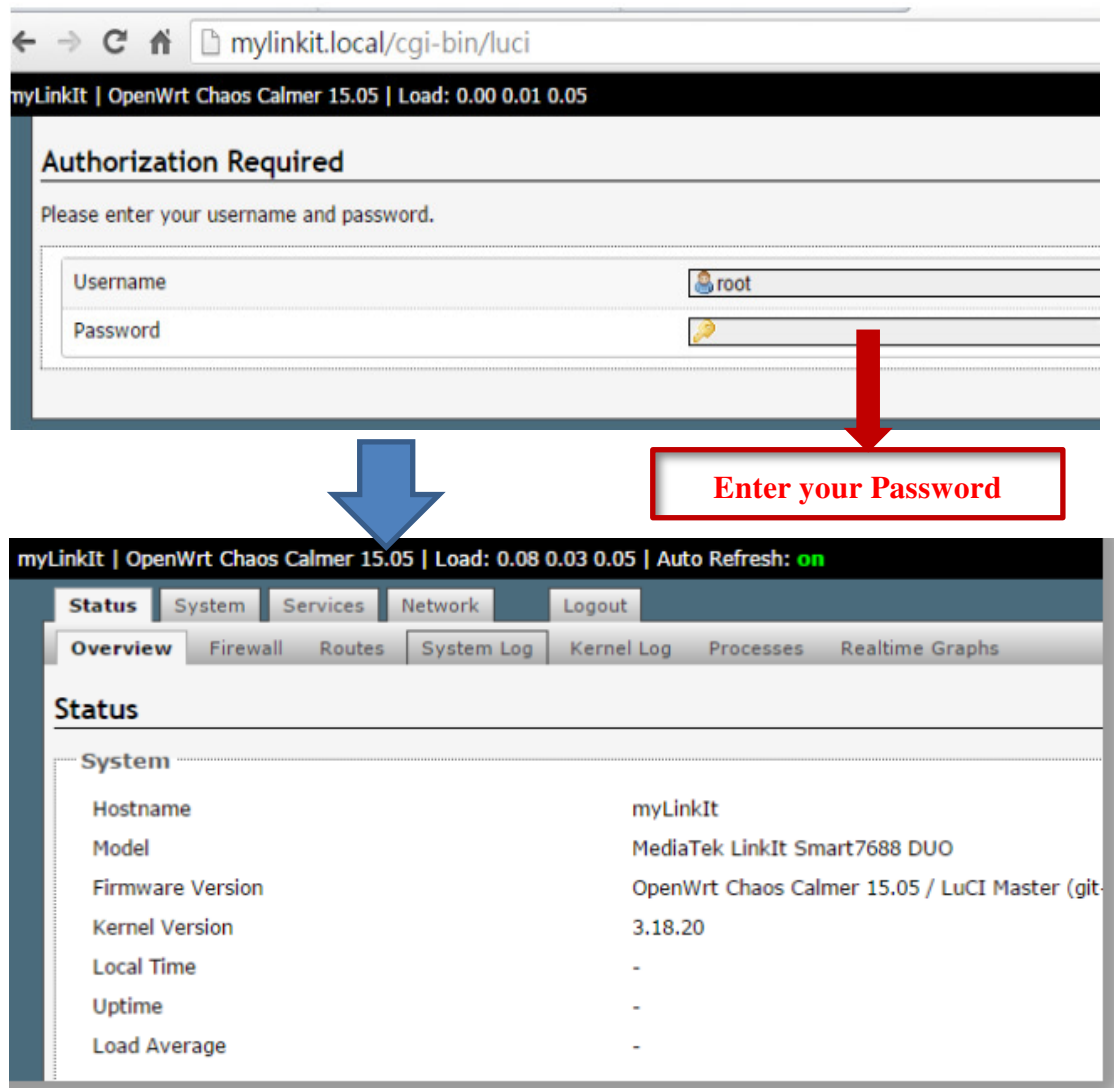 mylinkit.local/cgi-bin/luci
myLinkIt | OpenWrt Chaos Calmer 15.05 | Load: 0.00 0.01 0.05
Authorization Required
Please enter your username and password.
Username root
Password
Enter your Password
myLinkIt | OpenWrt Chaos Calmer 15.05 | Load: 0.08 0.03 0.05 | Auto Refresh: on
Status System Services Network Logout
Overview Firewall Routes System Log Kernel Log Processes Realtime Graphs
Status
System
Hostname myLinkIt
Model MediaTek LinkIt Smart7688 DUO
Firmware Version OpenWrt Chaos Calmer 15.05 / LuCI Master (git-
Kernel Version 3.18.20
Local Time -
Uptime -
Load Average -